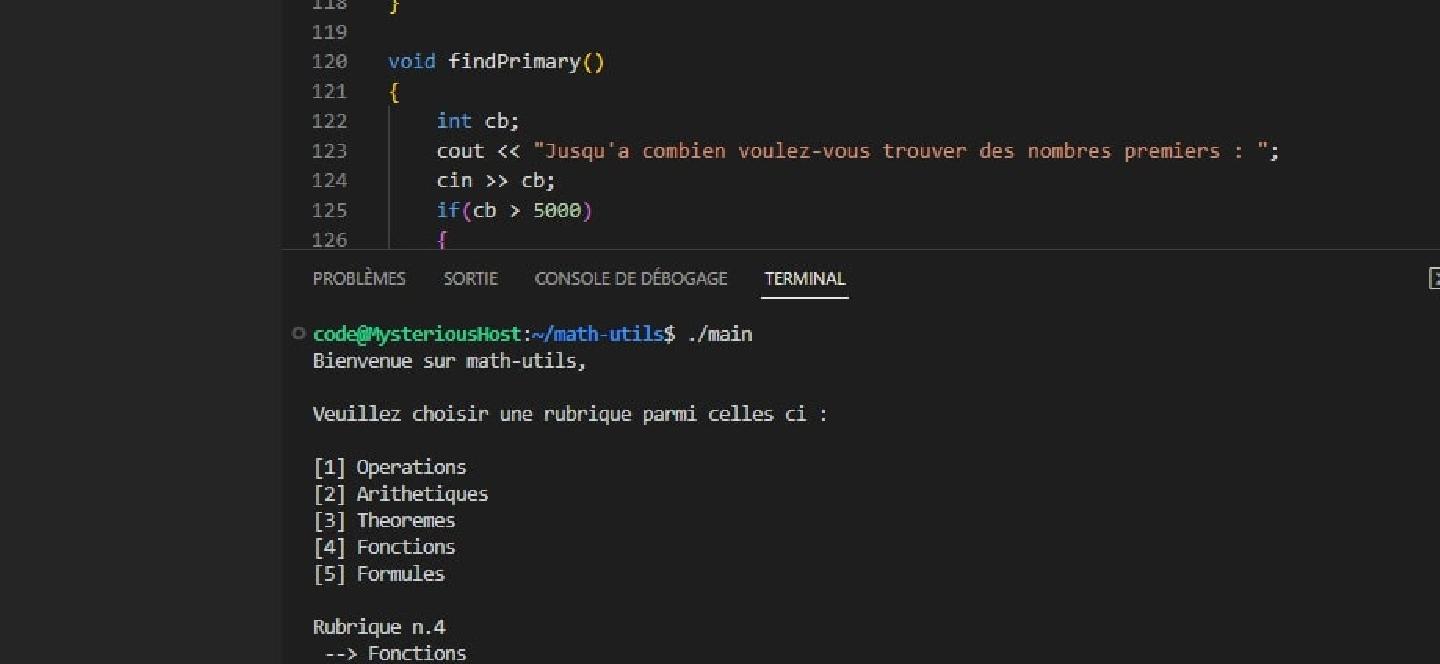 118 }
119
120 void findPrimary()
121 {
122 int cb;
123 cout << "Jusqu'a combien voulez-vous trouver des nombres premiers : ";
124 cin >> cb;
125 if(cb > 5000)
126 {
PROBLÈMES SORTIE CONSOLE DE DÉBOGAGE TERMINAL
code@MysteriousHost:~/math-utils$ ./main
Bienvenue sur math-utils,
Veuillez choisir une rubrique parmi celles ci :
[1] Operations
[2] Arithetiques
[3] Theoremes
[4] Fonctions
[5] Formules
Rubrique n.4
--> Fonctions